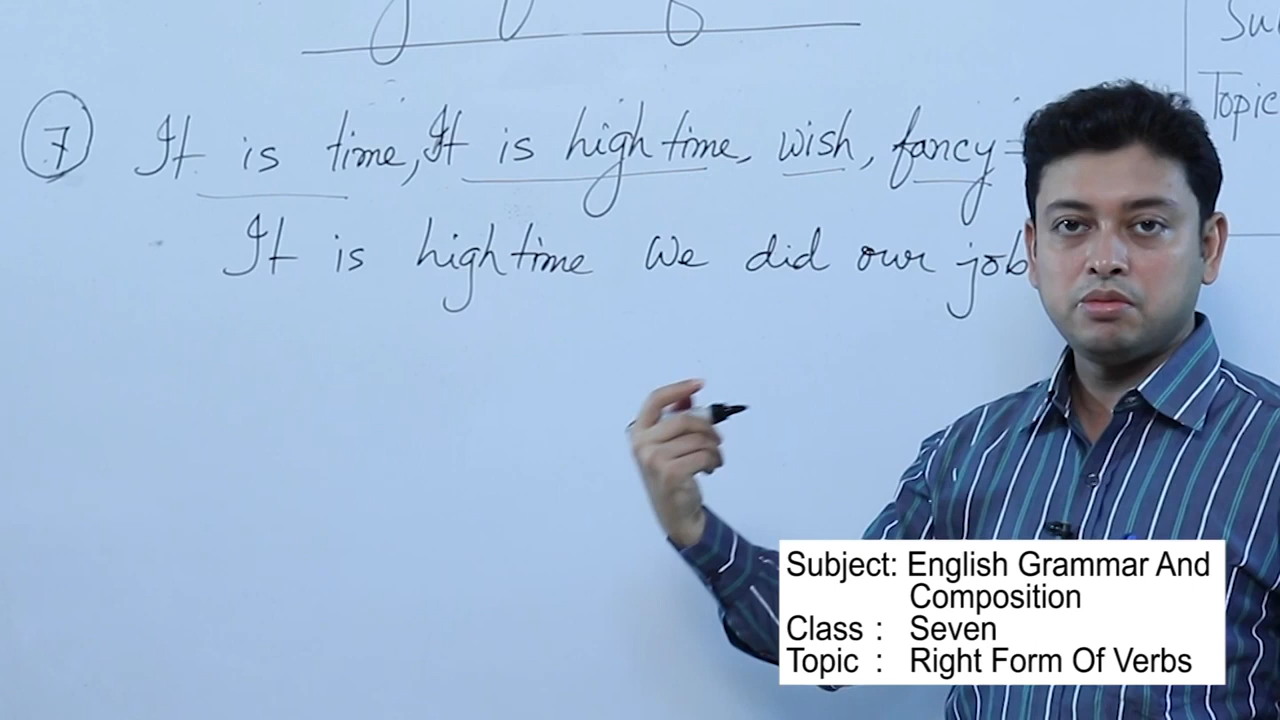 Su
Topic
7 It is time, It is high time, wish, fancy =
It is high time we did our job
Subject: English Grammar And
Composition
Class : Seven
Topic : Right Form Of Verbs